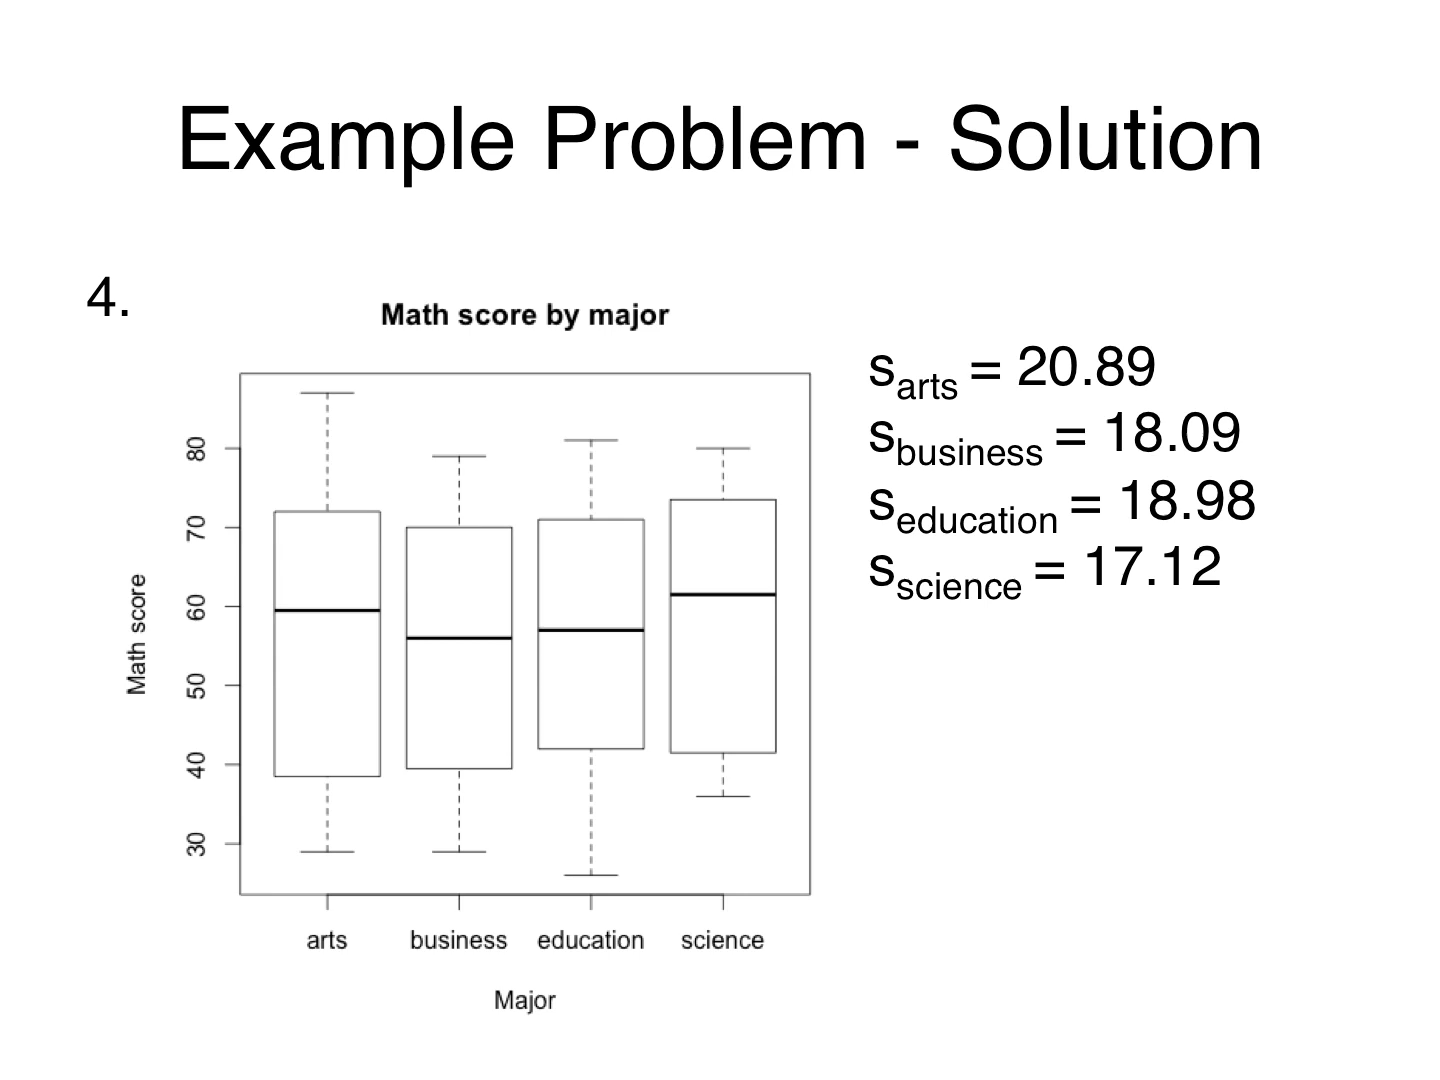 Example Problem - Solution
4.
Math score by major
s_arts = 20.89
s_business = 18.09
s_education = 18.98
s_science = 17.12
Math score
80
70
60
50
40
30
arts business education science
Major